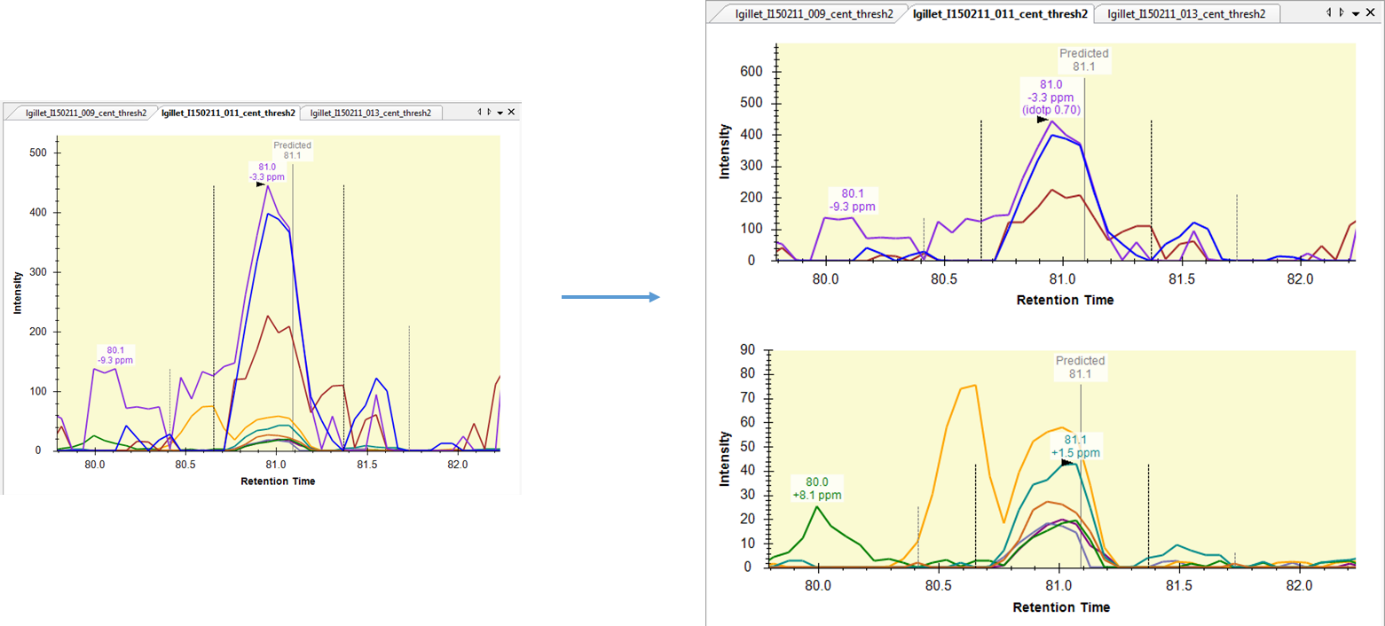 lgillet_I150211_009_cent_thresh2 lgillet_I150211_011_cent_thresh2 lgillet_I150211_013_cent_thresh2
Predicted
81.1
81.0
-3.3 ppm
80.1
-9.3 ppm
500
400
300
200
100
0
Intensity
80.0 80.5 81.0 81.5 82.0
Retention Time
lgillet_I150211_009_cent_thresh2 lgillet_I150211_011_cent_thresh2 lgillet_I150211_013_cent_thresh2
Predicted
81.1
81.0
-3.3 ppm
(idotp 0.70)
80.1
-9.3 ppm
600
500
400
300
200
100
0
Intensity
80.0 80.5 81.0 81.5 82.0
Retention Time
Predicted
81.1
81.1
+1.5 ppm
80.0
+8.1 ppm
90
80
70
60
50
40
30
20
10
0
Intensity
80.0 80.5 81.0 81.5 82.0
Retention Time